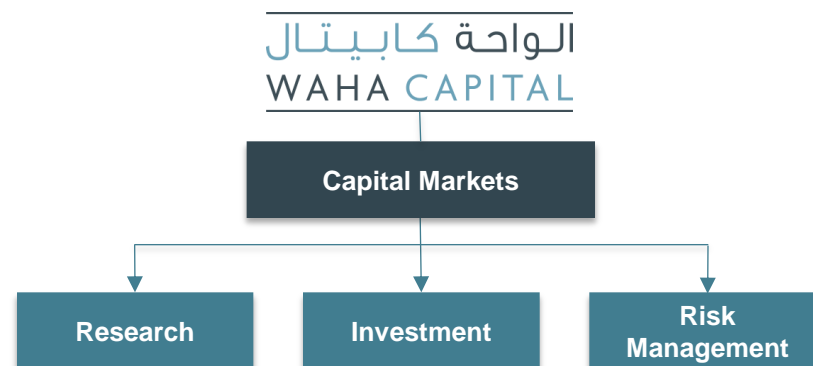 الواحة كابيتال
WAHA CAPITAL
Capital Markets
Research
Investment
Risk
Management